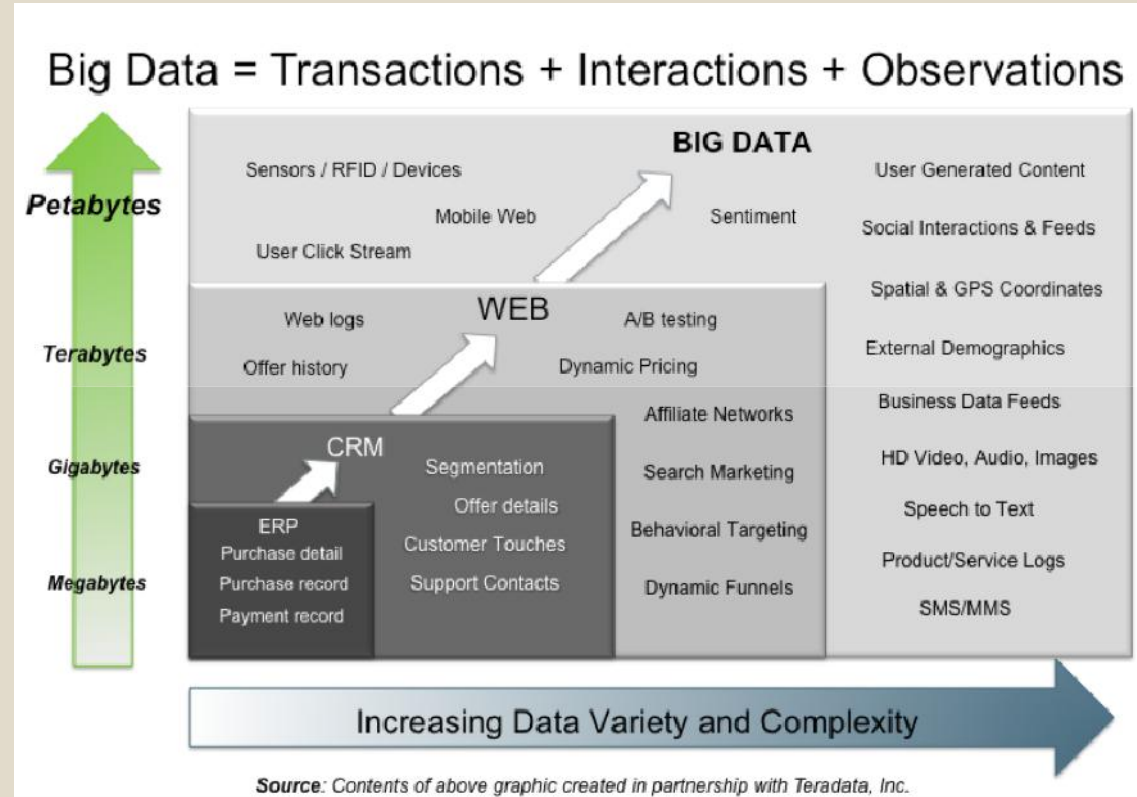 Big Data = Transactions + Interactions + Observations
Petabytes
Terabytes
Gigabytes
Megabytes
BIG DATA
Sensors / RFID / Devices
Mobile Web
User Click Stream
Sentiment
User Generated Content
Social Interactions & Feeds
Spatial & GPS Coordinates
External Demographics
Business Data Feeds
HD Video, Audio, Images
Speech to Text
Product/Service Logs
SMS/MMS
WEB
Web logs
Offer history
A/B testing
Dynamic Pricing
Affiliate Networks
Search Marketing
Behavioral Targeting
Dynamic Funnels
CRM
Segmentation
Offer details
Customer Touches
Support Contacts
ERP
Purchase detail
Purchase record
Payment record
Increasing Data Variety and Complexity
Source: Contents of above graphic created in partnership with Teradata, Inc.